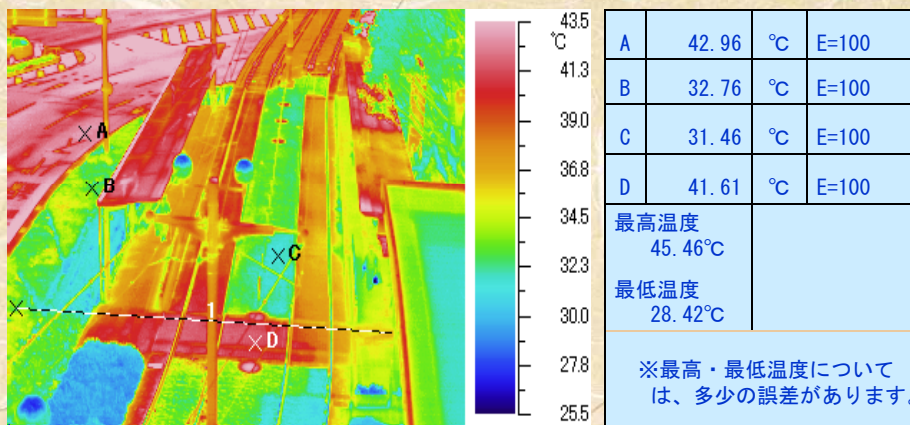 43.5
℃
41.3
39.0
36.8
34.5
32.3
30.0
27.8
25.5
A
B
C
1
D
A 42.96 ℃ E=100
B 32.76 ℃ E=100
C 31.46 ℃ E=100
D 41.61 ℃ E=100
最高温度
45.46℃
最低温度
28.42℃
※最高・最低温度について
は、多少の誤差があります。